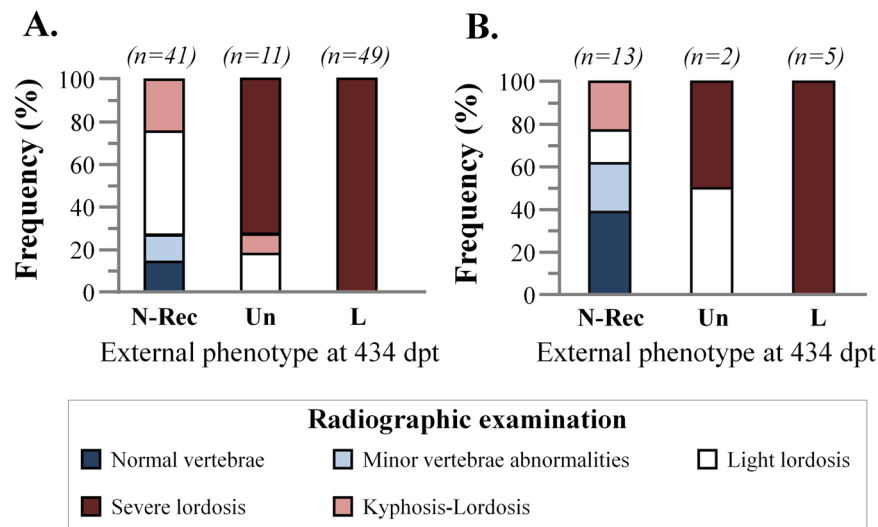 A.
(n=41) (n=11) (n=49)
Frequency (%)
100
80
60
40
20
0
N-Rec Un L
External phenotype at 434 dpt
B.
(n=13) (n=2) (n=5)
Frequency (%)
100
80
60
40
20
0
N-Rec Un L
External phenotype at 434 dpt
Radiographic examination
Normal vertebrae Minor vertebrae abnormalities Light lordosis
Severe lordosis Kyphosis-Lordosis